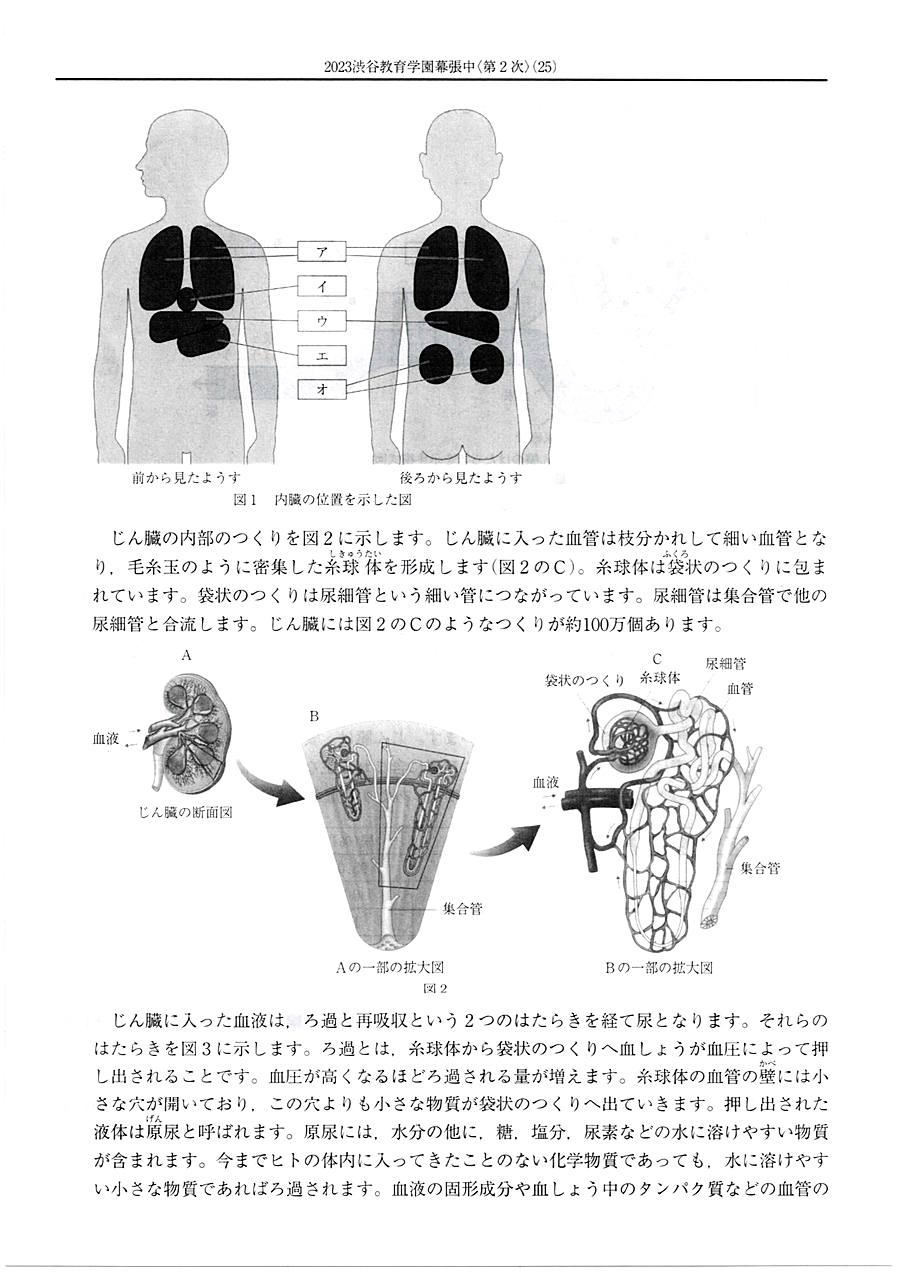 2023渋谷教育学園幕張中〈第2次〉(25)
ア
イ
ウ
エ
オ
前から見たようす
後ろから見たようす
図1 内臓の位置を示した図
じん臓の内部のつくりを図2に示します。じん臓に入った血管は枝分かれして細い血管とな
しきゅうたい
ふくろ
り，毛糸玉のように密集した糸球体を形成します(図2のC)。糸球体は袋状のつくりに包ま
れています。袋状のつくりは尿細管という細い管につながっています。尿細管は集合管で他の
尿細管と合流します。じん臓には図2のCのようなつくりが約100万個あります。
A
血液
じん臓の断面図
B
集合管
Aの一部の拡大図
C
袋状のつくり
糸球体
尿細管
血管
血液
集合管
Bの一部の拡大図
図2
じん臓に入った血液は，ろ過と再吸収という2つのはたらきを経て尿となります。それらの
はたらきを図3に示します。ろ過とは，糸球体から袋状のつくりへ血しょうが血圧によって押
かべ
し出されることです。血圧が高くなるほどろ過される量が増えます。糸球体の血管の壁には小
さな穴が開いており，この穴よりも小さな物質が袋状のつくりへ出ていきます。押し出された
げん
液体は原尿と呼ばれます。原尿には，水分の他に，糖，塩分，尿素などの水に溶けやすい物質
が含まれます。今までヒトの体内に入ってきたことのない化学物質であっても，水に溶けやす
い小さな物質であればろ過されます。血液の固形成分や血しょう中のタンパク質などの血管の